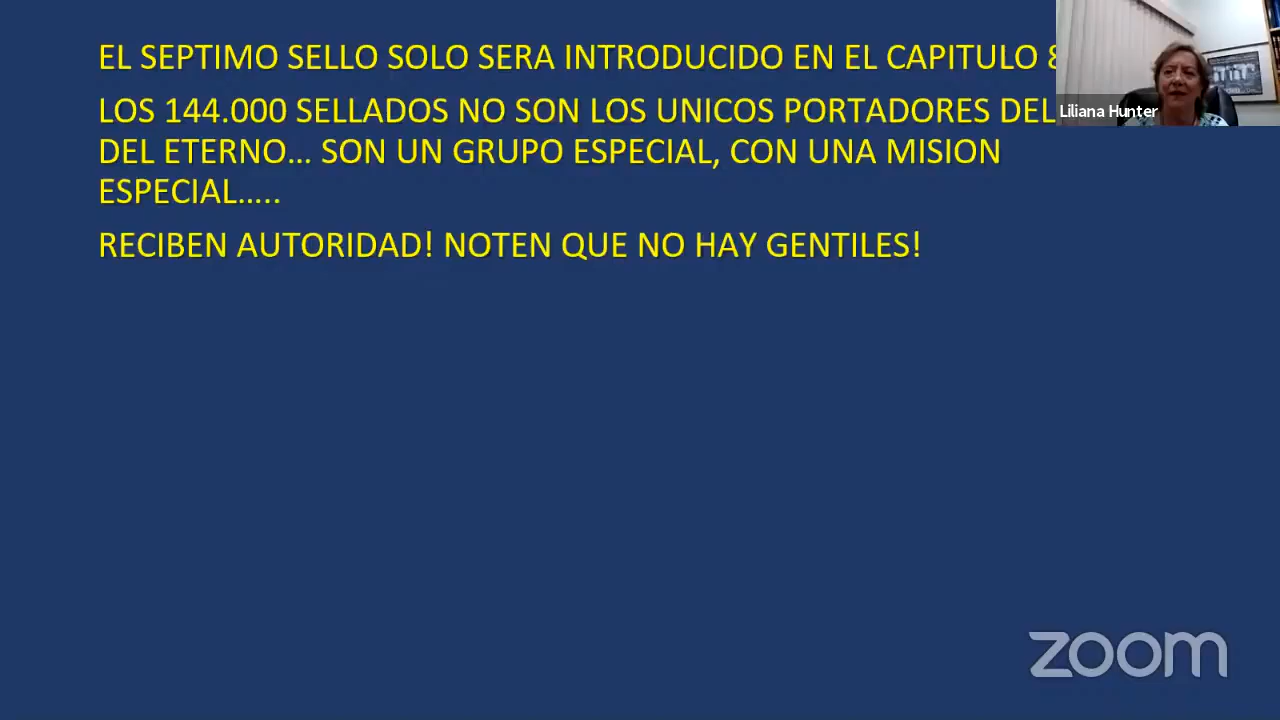 EL SEPTIMO SELLO SOLO SERA INTRODUCIDO EN EL CAPITULO
LOS 144.000 SELLADOS NO SON LOS UNICOS PORTADORES DEL
DEL ETERNO… SON UN GRUPO ESPECIAL, CON UNA MISION
ESPECIAL…..
RECIBEN AUTORIDAD! NOTEN QUE NO HAY GENTILES!
Liliana Hunter
zoom